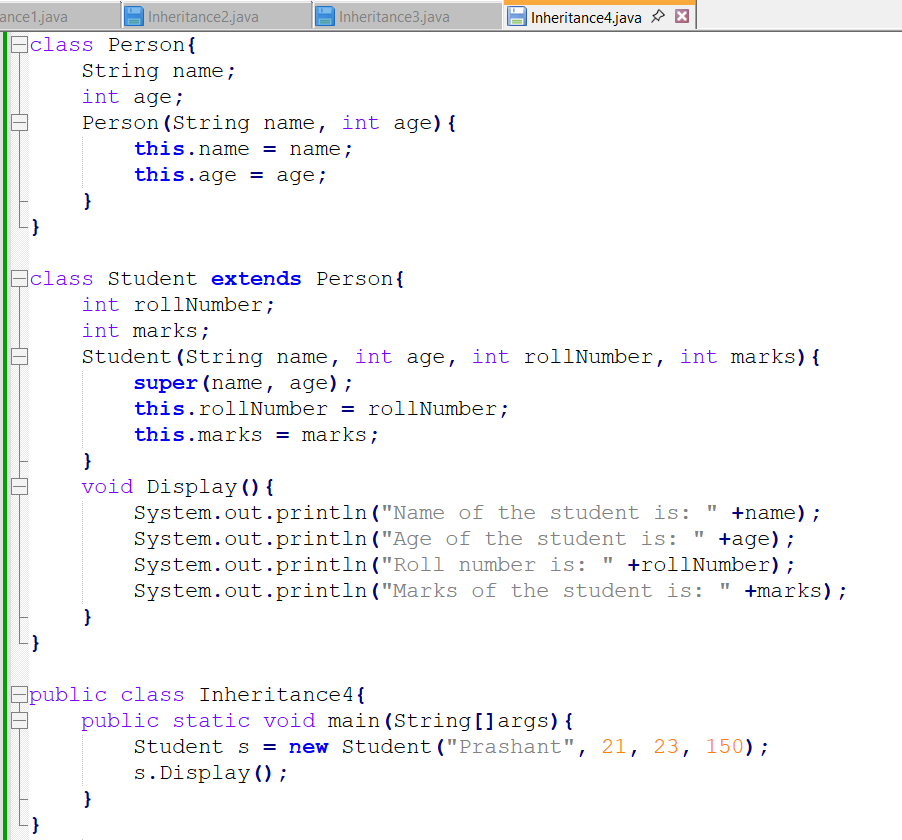 ance1.java Inheritance2.java Inheritance3.java Inheritance4.java
class Person{
    String name;
    int age;
    Person(String name, int age){
        this.name = name;
        this.age = age;
    }
}

class Student extends Person{
    int rollNumber;
    int marks;
    Student(String name, int age, int rollNumber, int marks){
        super(name, age);
        this.rollNumber = rollNumber;
        this.marks = marks;
    }
    void Display(){
        System.out.println("Name of the student is: " +name);
        System.out.println("Age of the student is: " +age);
        System.out.println("Roll number is: " +rollNumber);
        System.out.println("Marks of the student is: " +marks);
    }
}

public class Inheritance4{
    public static void main(String[]args){
        Student s = new Student("Prashant", 21, 23, 150);
        s.Display();
    }
}